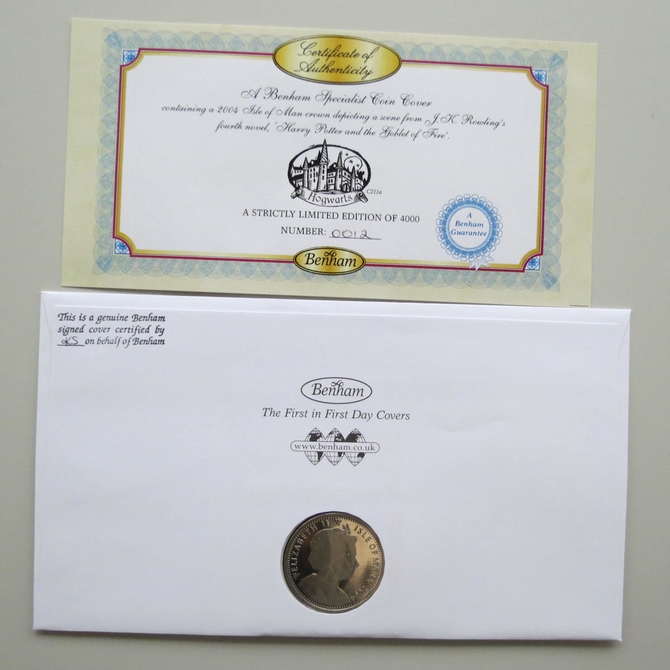 Certificate of
Authenticity
A Benham Specialist Coin Cover
containing a 2004 Isle of Man crown depicting a scene from J.K. Rowling's
fourth novel, 'Harry Potter and the Goblet of Fire'.
Hogwarts
C211a
A STRICTLY LIMITED EDITION OF 4000
NUMBER: 0012
A
Benham
Guarantee
Benham
This is a genuine Benham
signed cover certified by
KS on behalf of Benham
Benham
The First in First Day Covers
www.benham.co.uk
ELIZABETH II ISLE OF MAN 2004